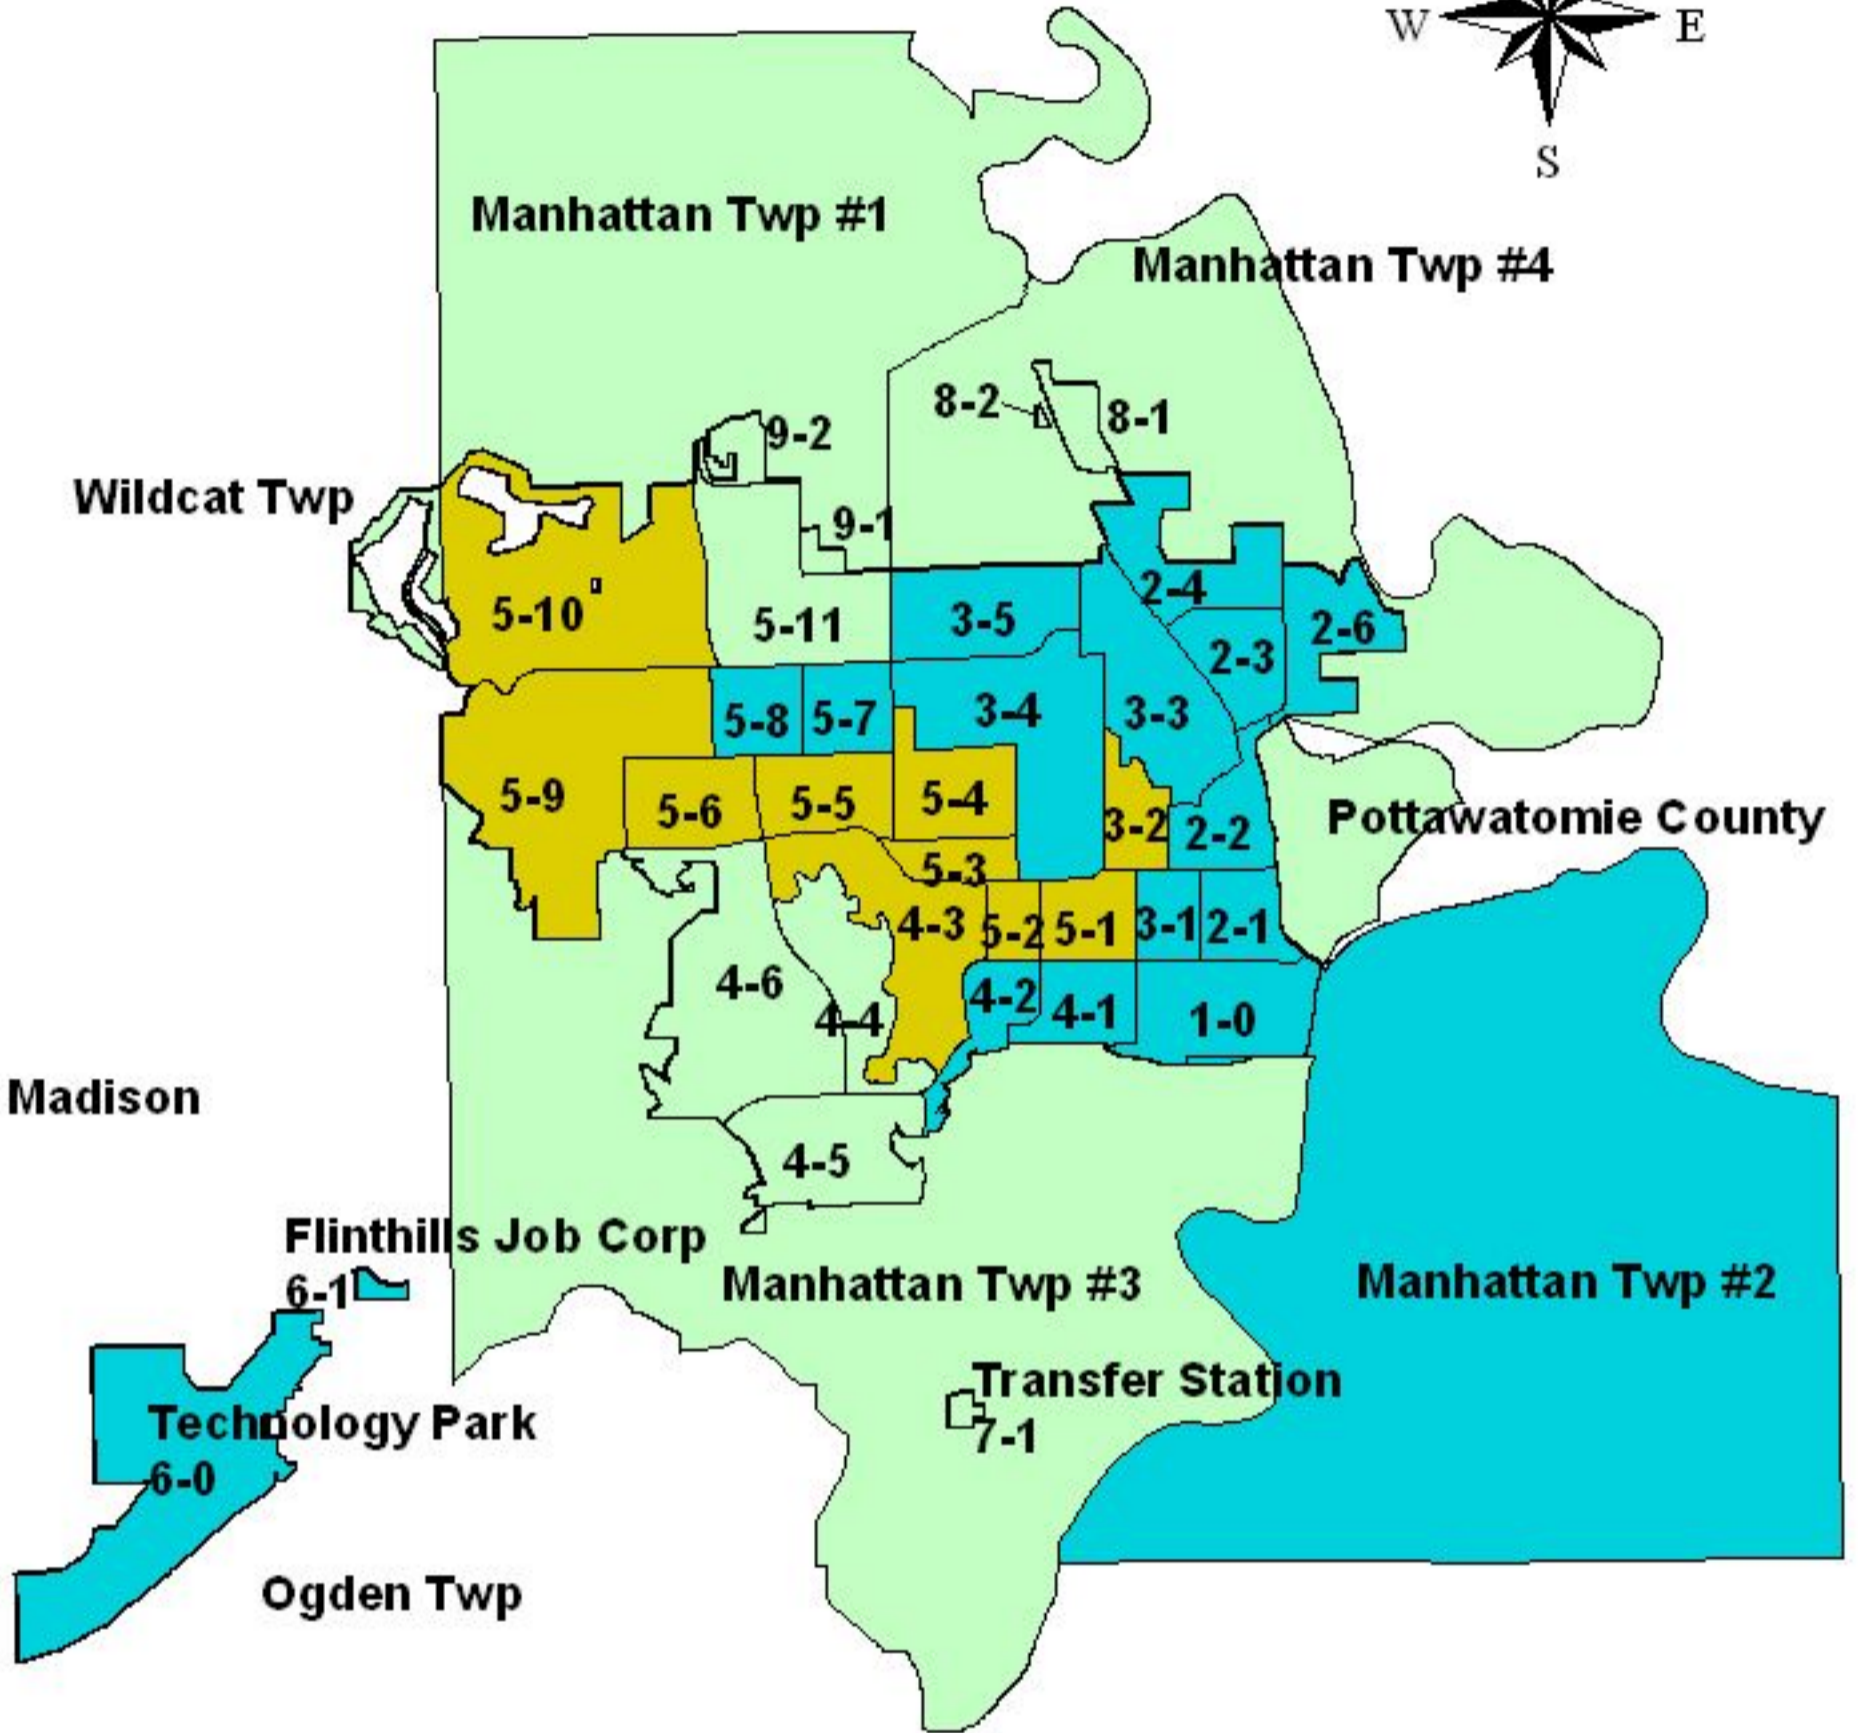 W E
S
Manhattan Twp #1
Manhattan Twp #4
8-2
8-1
9-2
Wildcat Twp
9-1
2-4
5-10
5-11
3-5
2-6
2-3
5-8
5-7
3-4
3-3
5-9
5-6
5-5
5-4
3-2
2-2
Pottawatomie County
5-3
4-3
5-2
5-1
3-1
2-1
4-6
4-4
4-2
4-1
1-0
Madison
4-5
Flinthills Job Corp
6-1
Manhattan Twp #3
Manhattan Twp #2
Transfer Station
7-1
Technology Park
6-0
Ogden Twp